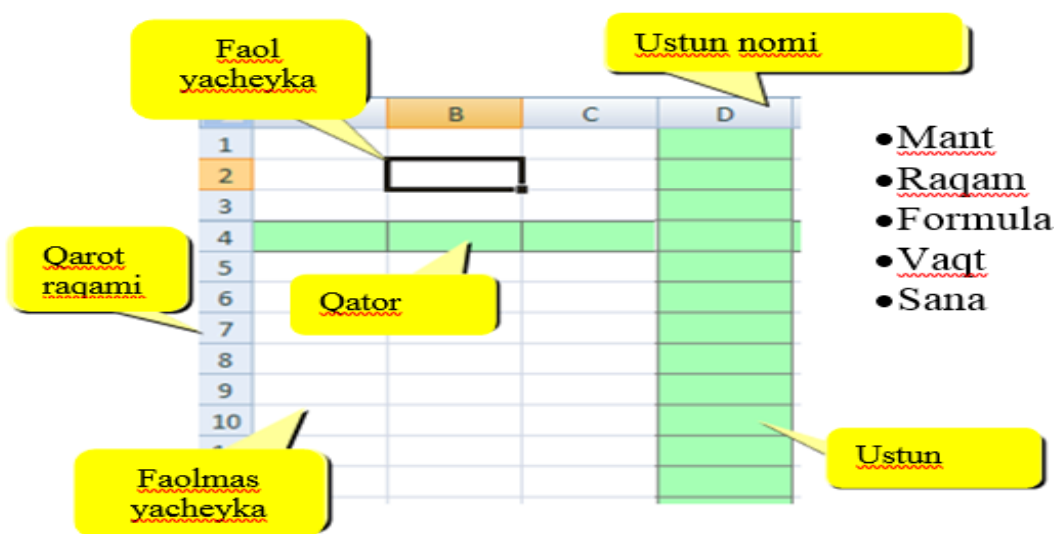 Faol
yacheyka
Ustun nomi
B C D
1
2
3
4
5
6
7
8
9
10
Qarot
raqami
Qator
Faolmas
yacheyka
Ustun
•Mant
•Raqam
•Formula
•Vaqt
•Sana